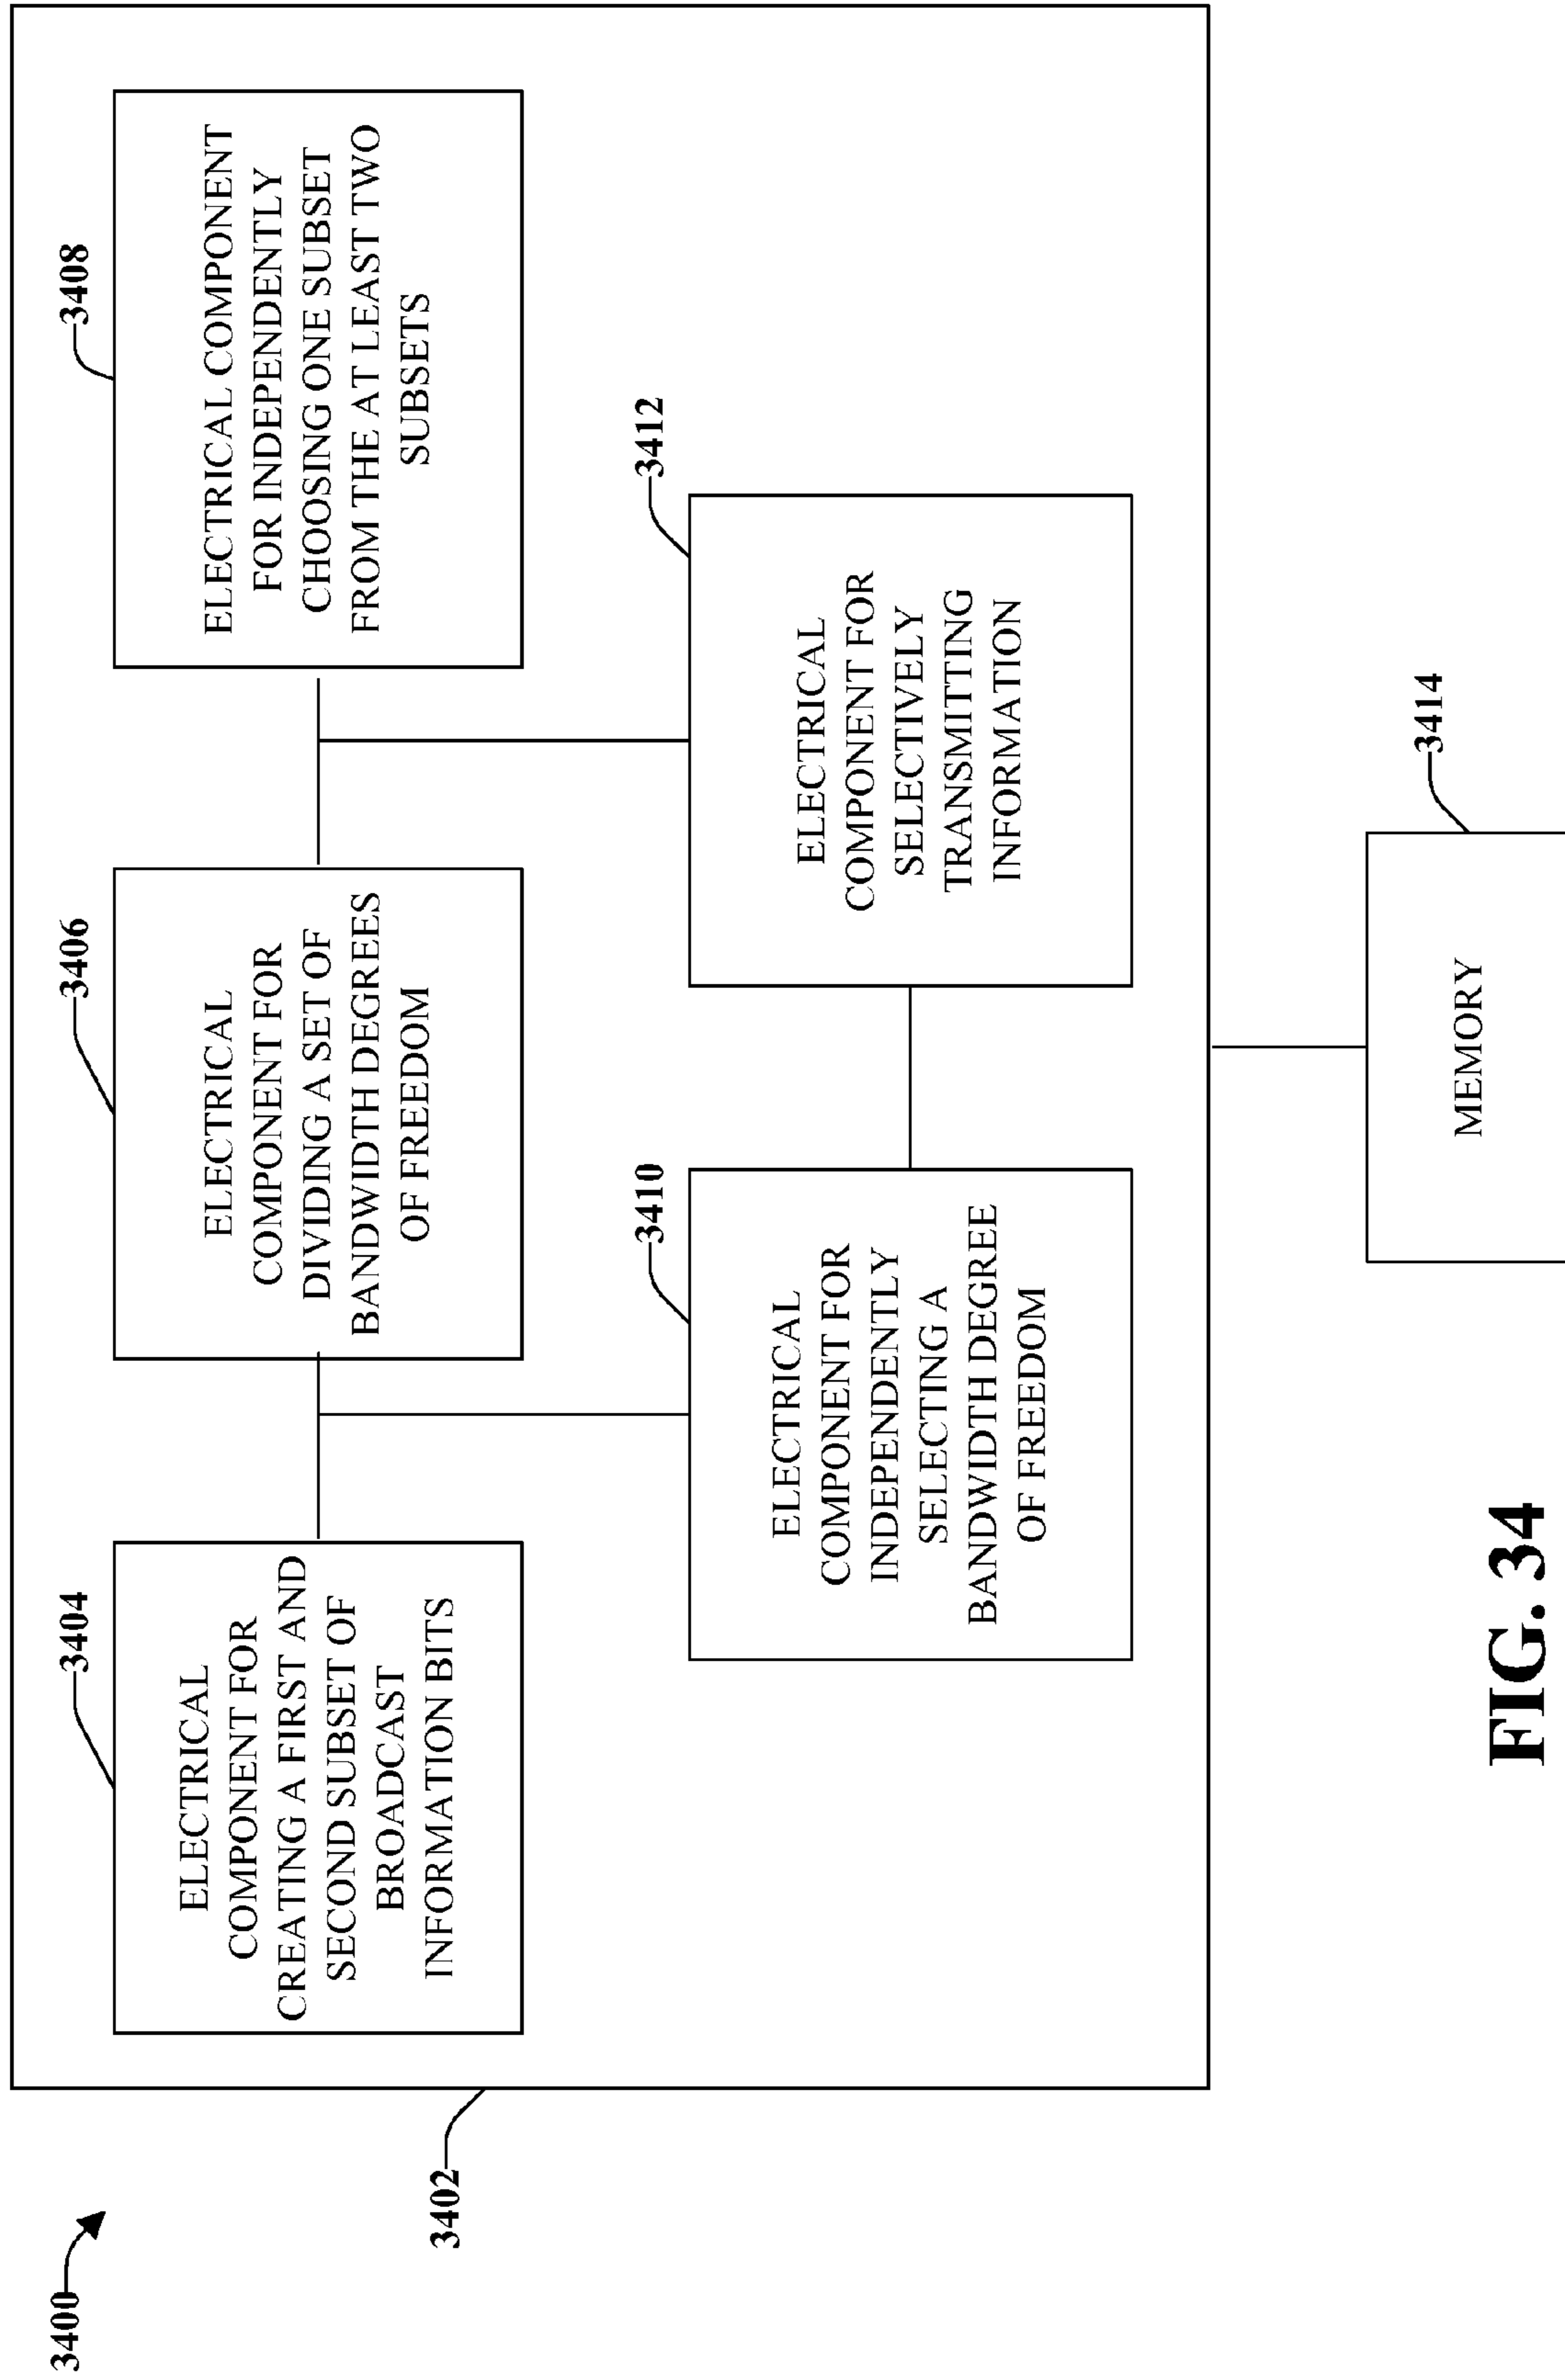 3400
3402
3404
ELECTRICAL
COMPONENT FOR
CREATING A FIRST AND
SECOND SUBSET OF
BROADCAST
INFORMATION BITS
3406
ELECTRICAL
COMPONENT FOR
DIVIDING A SET OF
BANDWIDTH DEGREES
OF FREEDOM
3408
ELECTRICAL COMPONENT
FOR INDEPENDENTLY
CHOOSING ONE SUBSET
FROM THE AT LEAST TWO
SUBSETS
3410
ELECTRICAL
COMPONENT FOR
INDEPENDENTLY
SELECTING A
BANDWIDTH DEGREE
OF FREEDOM
3412
ELECTRICAL
COMPONENT FOR
SELECTIVELY
TRANSMITTING
INFORMATION
3414
MEMORY
FIG. 34